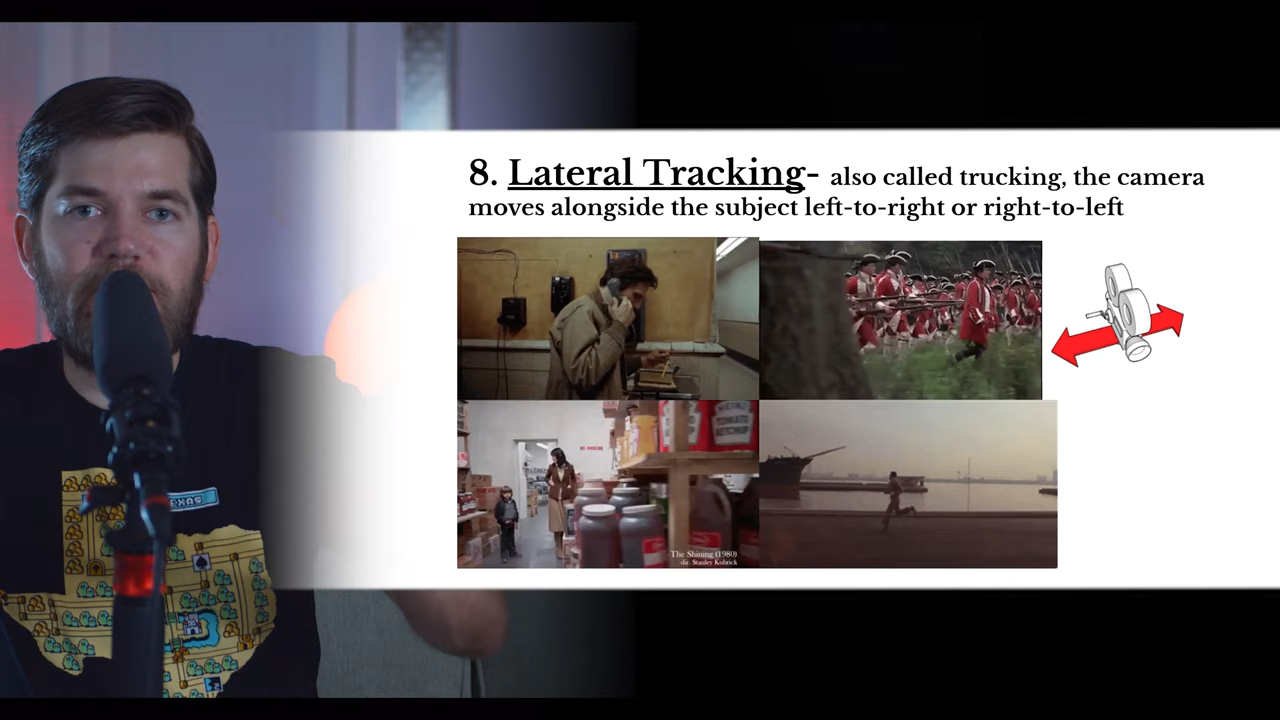 8. Lateral Tracking- also called trucking, the camera
moves alongside the subject left-to-right or right-to-left
TOMATO
KETCHUP
The Shining (1980)
dir. Stanley Kubrick